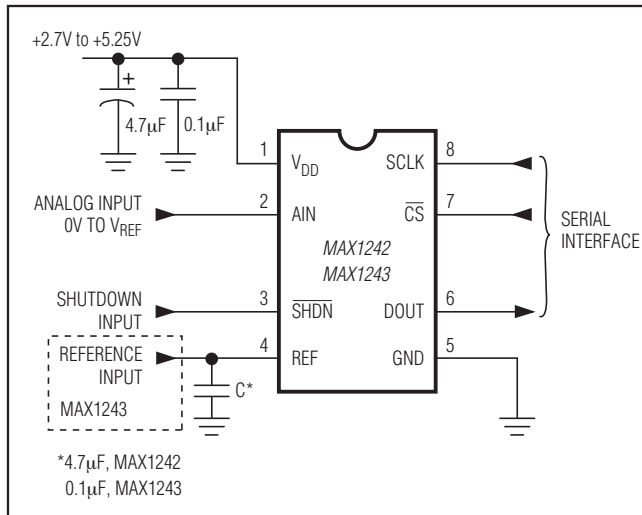 +2.7V to +5.25V
+
4.7µF
0.1µF
1
VDD
SCLK
8
ANALOG INPUT
0V TO VREF
2
AIN
CS
7
SERIAL
INTERFACE
MAX1242
MAX1243
SHUTDOWN
INPUT
3
SHDN
DOUT
6
REFERENCE
INPUT
4
REF
GND
5
C*
MAX1243
*4.7µF, MAX1242
0.1µF, MAX1243